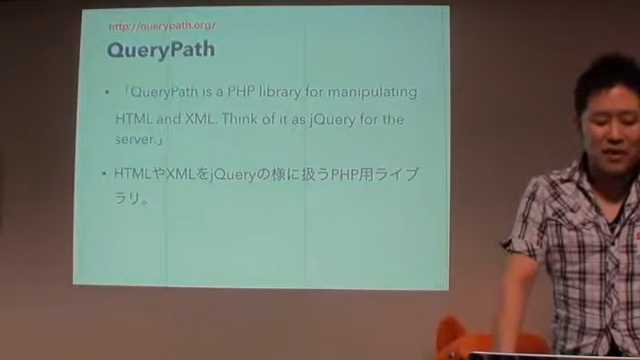 http://querypath.org/
QueryPath
• 「QueryPath is a PHP library for manipulating
HTML and XML. Think of it as jQuery for the
server.」
• HTMLやXMLをjQueryの様に扱うPHP用ライブ
ラリ。